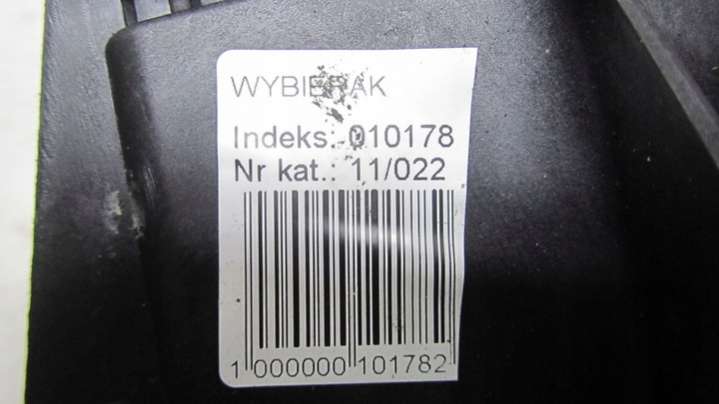 WYBIERAK
Indeks: 010178
Nr kat.: 11/022
1 000000 101782